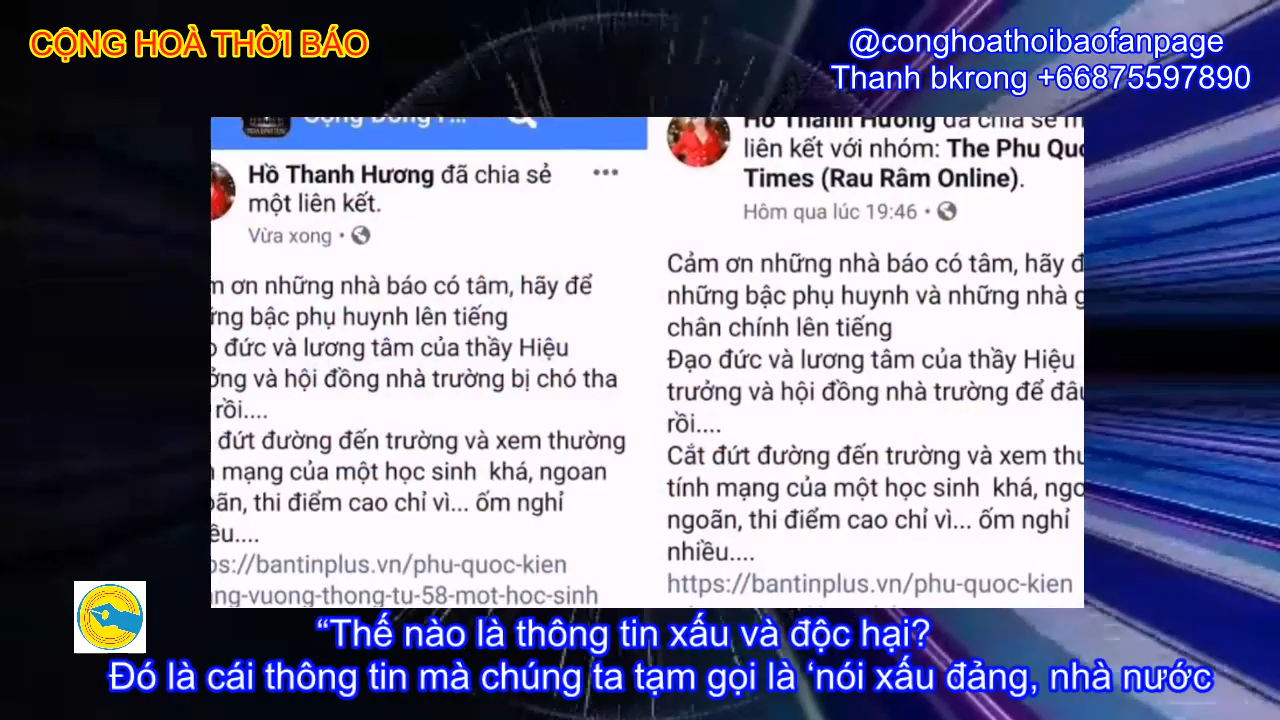 CỘNG HOÀ THỜI BÁO
@conghoathoibaofanpage
Thanh bkrong +66875597890
Hồ Thanh Hương đã chia sẻ
một liên kết.
Vừa xong
ơn những nhà báo có tâm, hãy để
bậc phụ huynh lên tiếng
đức và lương tâm của thầy Hiệu
và hội đồng nhà trường bị chó tha
rồi....
đứt đường đến trường và xem thường
mạng của một học sinh khá, ngoan
thi điểm cao chỉ vì... ốm nghỉ
s://bantinplus.vn/phu-quoc-kien
ng-vuong-thong-tu-58-mot-hoc-sinh
Hồ Thanh Hương đã chia sẻ
liên kết với nhóm: The Phu Quo
Times (Rau Râm Online).
Hôm qua lúc 19:46
Cảm ơn những nhà báo có tâm, hãy
những bậc phụ huynh và những nhà
chân chính lên tiếng
Đạo đức và lương tâm của thầy Hiệu
trưởng và hội đồng nhà trường để đâu
rồi....
Cắt đứt đường đến trường và xem
tính mạng của một học sinh khá,
ngoãn, thi điểm cao chỉ vì... ốm nghỉ
nhiều....
https://bantinplus.vn/phu-quoc-kien
“Thế nào là thông tin xấu và độc hại?
Đó là cái thông tin mà chúng ta tạm gọi là ‘nói xấu đảng, nhà nước